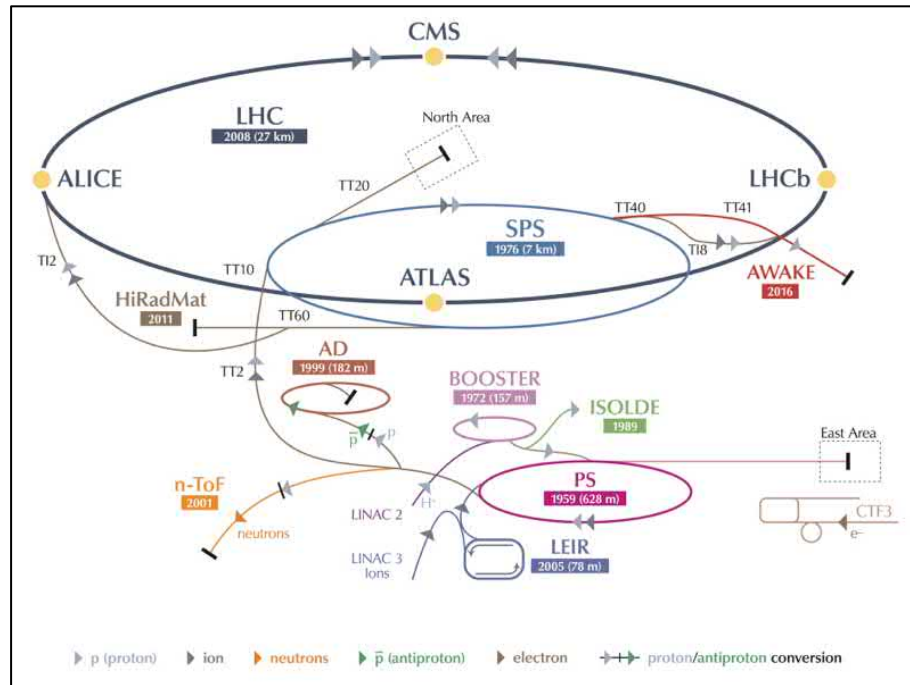 CMS
LHC
2008 (27 km)
North Area
ALICE
TT20
LHCb
TT40
TT41
SPS
1976 (7 km)
TI2
TT10
TI8
ATLAS
AWAKE
2016
HiRadMat
2011
TT60
AD
1999 (182 m)
TT2
BOOSTER
1972 (157 m)
ISOLDE
1989
p̄
p
East Area
n-ToF
2001
PS
1959 (628 m)
H⁺
LINAC 2
neutrons
CTF3
e⁻
LEIR
2005 (78 m)
LINAC 3
Ions
p (proton)
ion
neutrons
p̄ (antiproton)
electron
proton/antiproton conversion